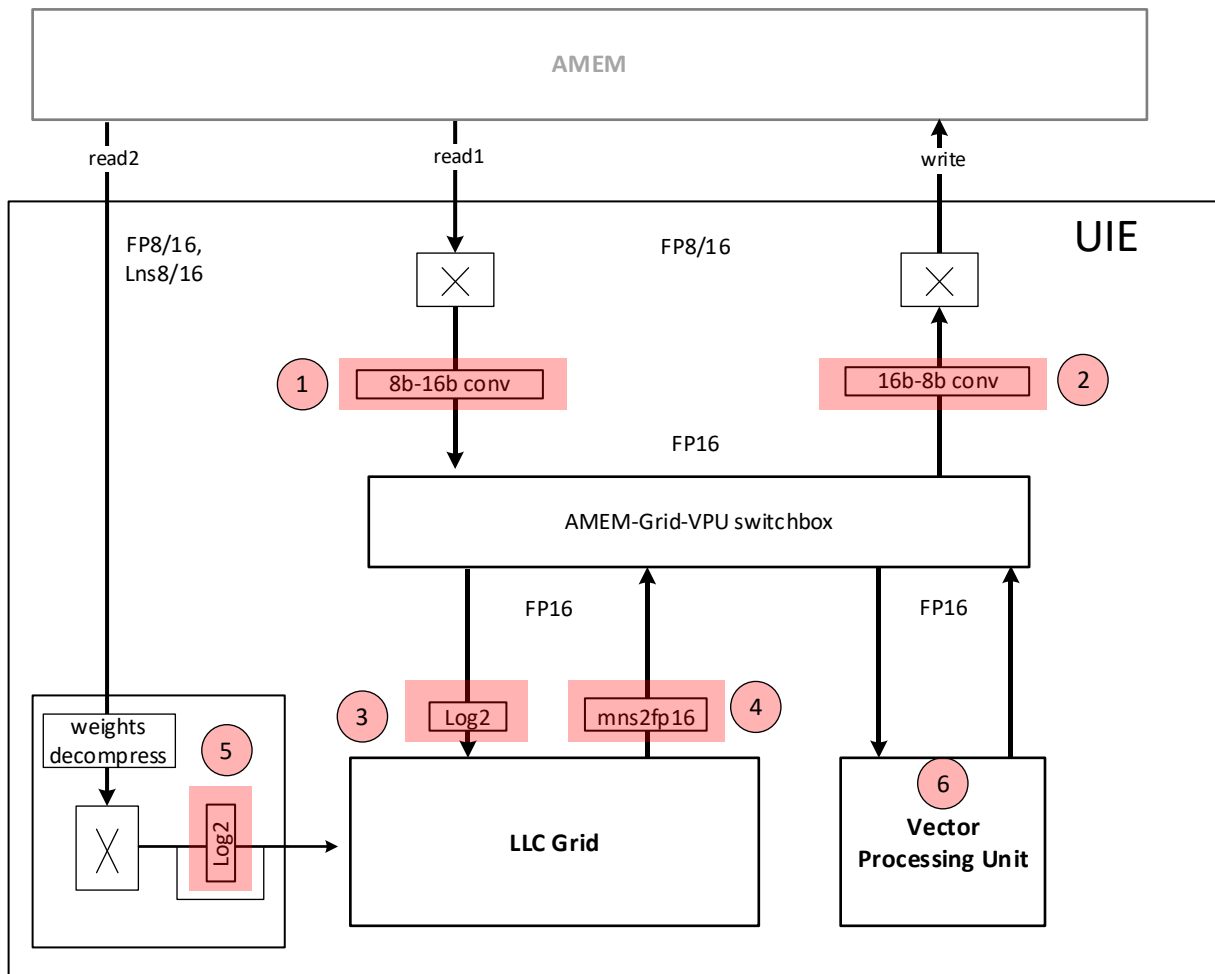 AMEM
read2
read1
write
UIE
FP8/16,
Lns8/16
FP8/16
1
8b-16b conv
16b-8b conv
2
FP16
AMEM-Grid-VPU switchbox
FP16
FP16
3
Log2
mns2fp16
4
weights
decompress
5
Log2
LLC Grid
6
Vector
Processing Unit